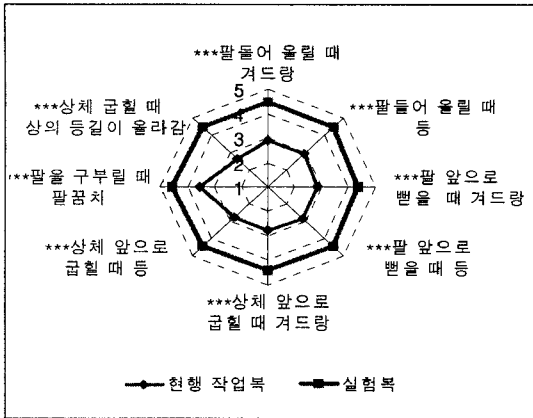 ***팔들어 올릴 때
겨드랑
***팔들어 올릴 때
등
***팔 앞으로
뻗을 때 겨드랑
***팔 앞으로
뻗을 때 등
***상체 앞으로
굽힐 때 겨드랑
***상체 앞으로
굽힐 때 등
***팔을 구부릴 때
팔꿈치
***상체 굽힐 때
상의 등길이 올라감
5
4
3
2
1
현행 작업복
실험복